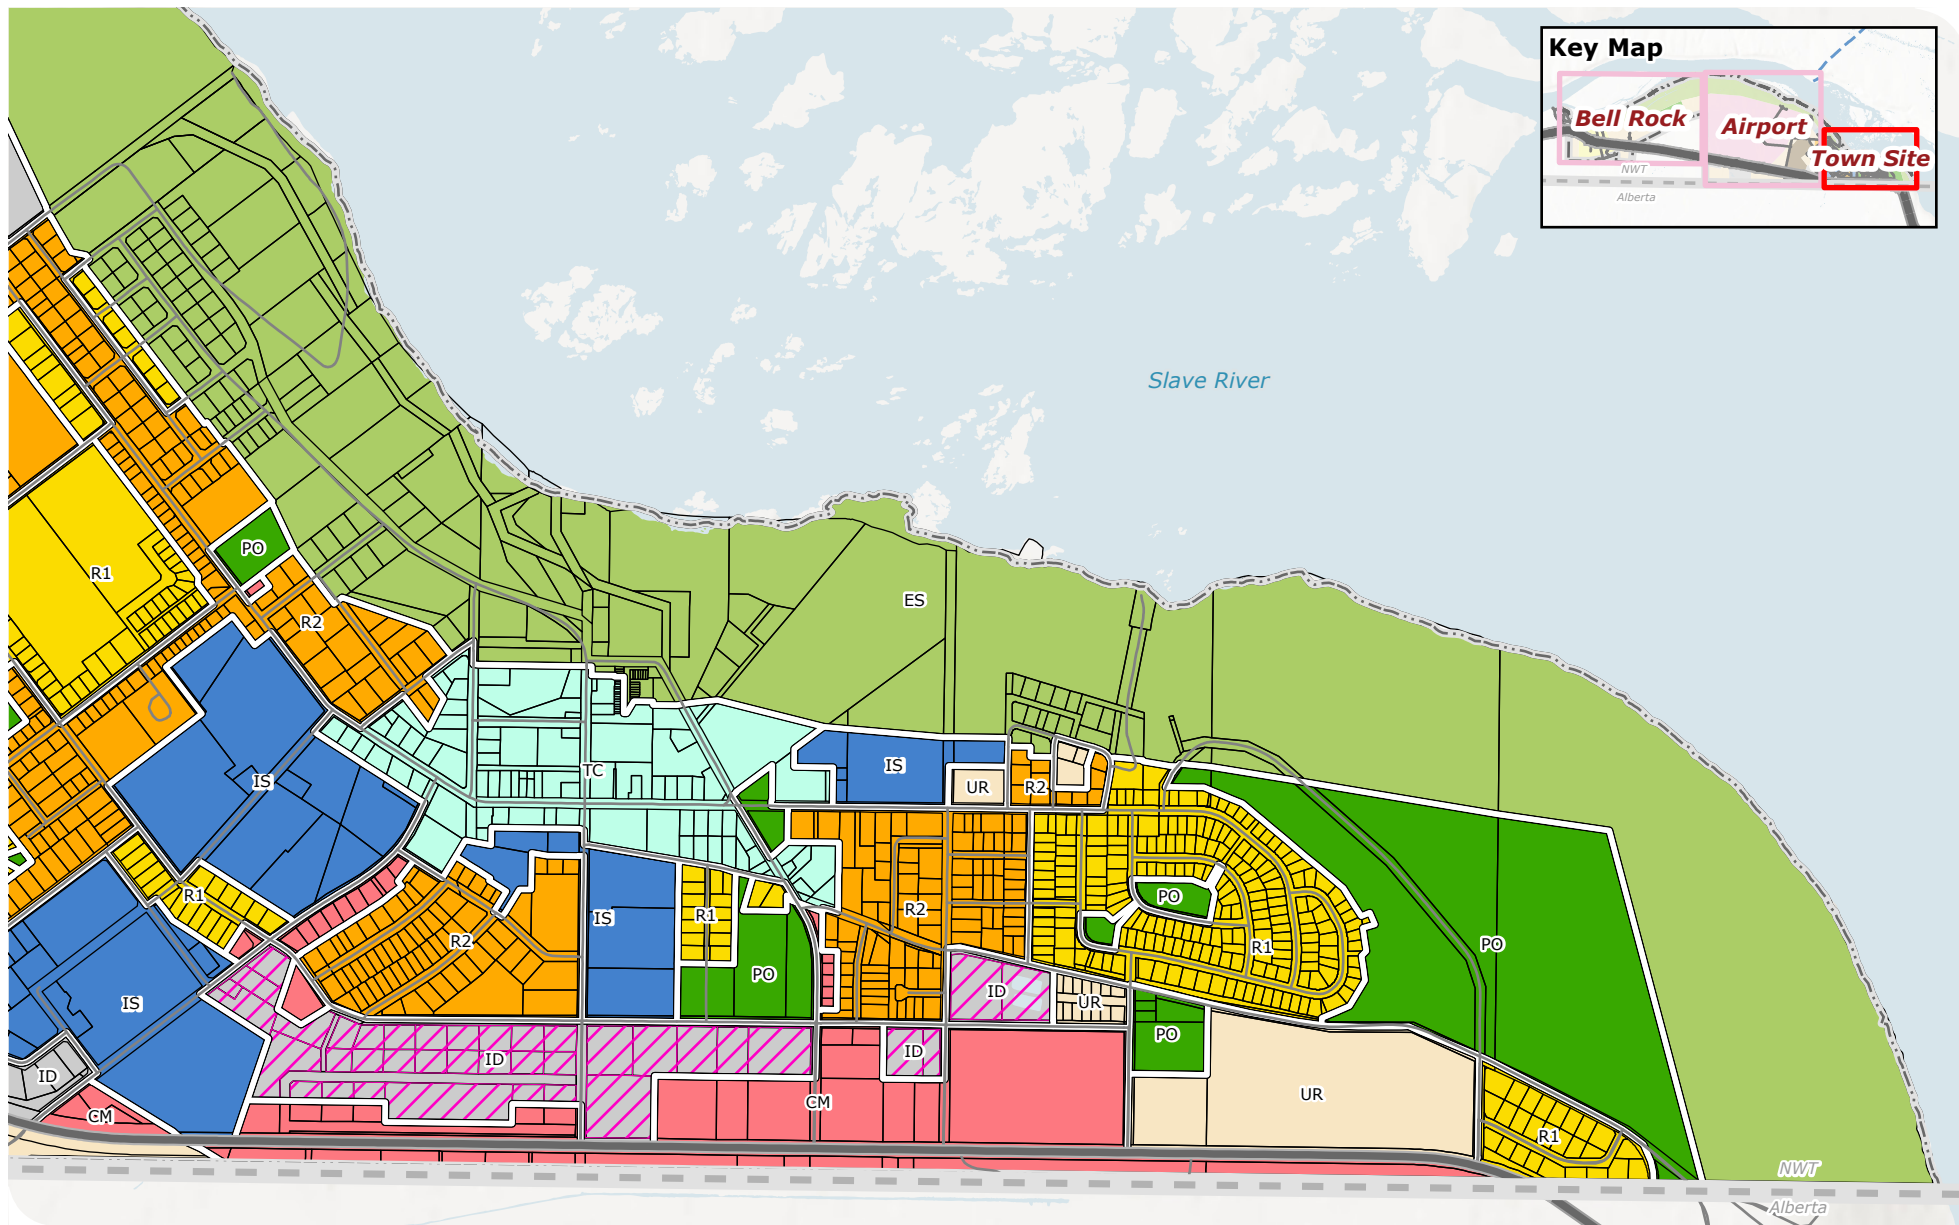 Key Map
Bell Rock
Airport
Town Site
NWT
Alberta
Slave River
PO
R1
ES
R2
TC
IS
IS
UR
R2
R1
PO
IS
R1
R2
R2
R1
PO
PO
IS
ID
UR
PO
ID
ID
ID
UR
CM
CM
R1
NWT
Alberta